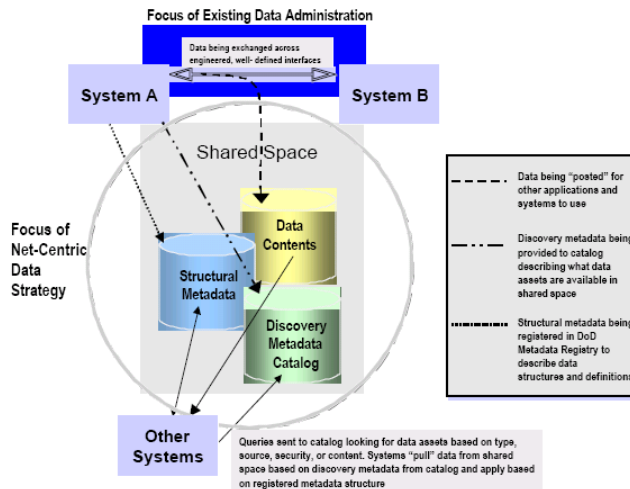 Focus of Existing Data Administration
Data being exchanged across
engineered, well- defined interfaces
System A
System B
Shared Space
Focus of
Net-Centric
Data
Strategy
Data
Contents
Structural
Metadata
Discovery
Metadata
Catalog
Other
Systems
Data being “posted” for
other applications and
systems to use
Discovery metadata being
provided to catalog
describing what data
assets are available in
shared space
Structural metadata being
registered in DoD
Metadata Registry to
describe data
structures and definitions
Queries sent to catalog looking for data assets based on type,
source, security, or content. Systems “pull” data from shared
space based on discovery metadata from catalog and apply based
on registered metadata structure